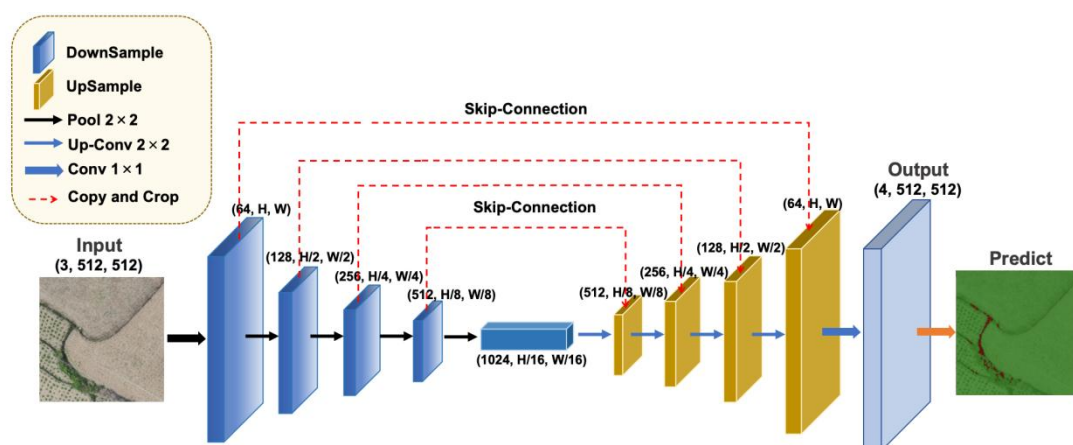 DownSample
UpSample
Pool 2 × 2
Up-Conv 2 × 2
Conv 1 × 1
Copy and Crop
Skip-Connection
Skip-Connection
Input
(3, 512, 512)
(64, H, W)
(128, H/2, W/2)
(256, H/4, W/4)
(512, H/8, W/8)
(1024, H/16, W/16)
(512, H/8, W/8)
(256, H/4, W/4)
(128, H/2, W/2)
(64, H, W)
Output
(4, 512, 512)
Predict